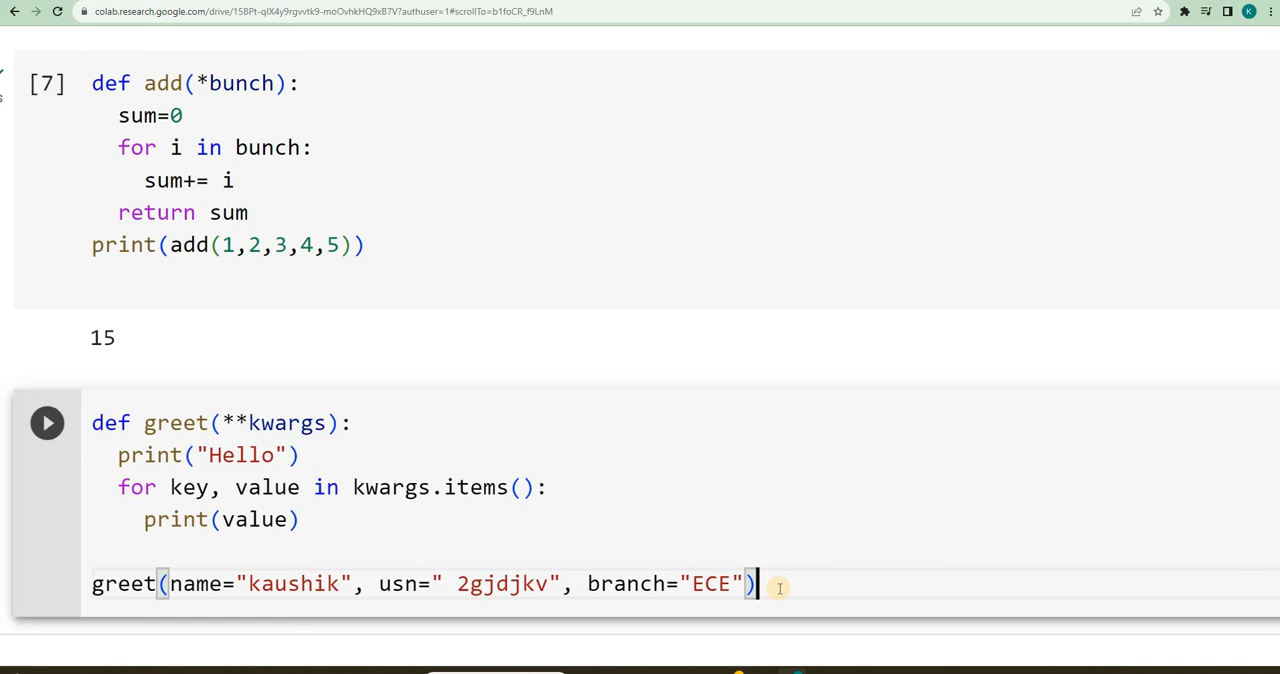 colab.research.google.com/drive/15BPt-qlX4y9rgvvtk9-moOvhkHQ9xB7V?authuser=1#scrollTo=b1foCR_f9LnM
K
[7]
def add(*bunch):
sum=0
for i in bunch:
sum+= i
return sum
print(add(1,2,3,4,5))
15
def greet(**kwargs):
print("Hello")
for key, value in kwargs.items():
print(value)
greet(name="kaushik", usn=" 2gjdjkv", branch="ECE")